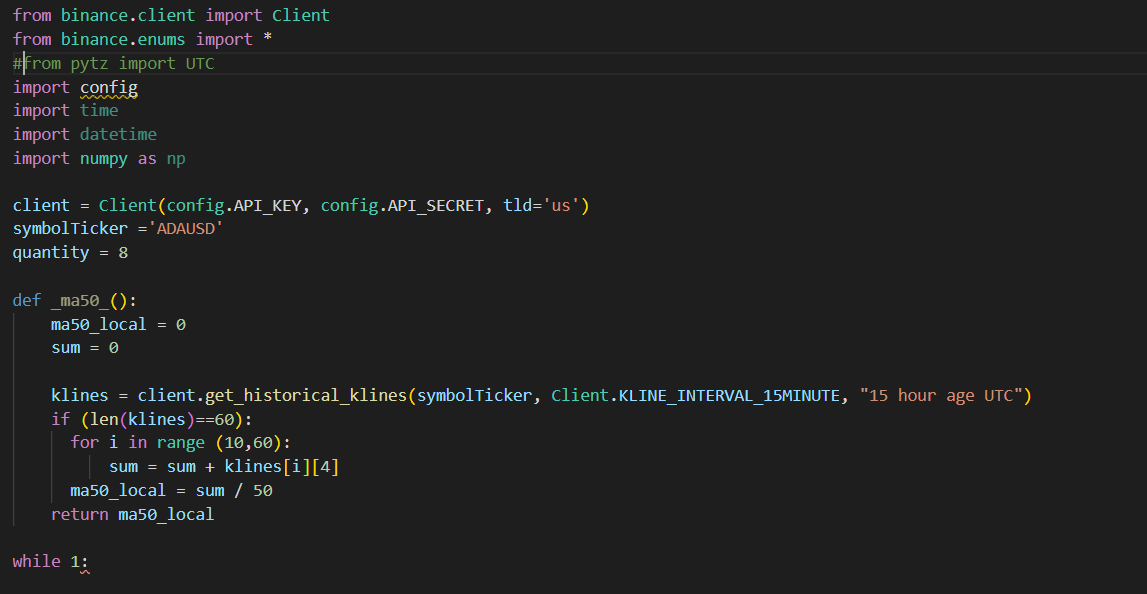 from binance.client import Client
from binance.enums import *
#from pytz import UTC
import config
import time
import datetime
import numpy as np
client = Client(config.API_KEY, config.API_SECRET, tld='us')
symbolTicker ='ADAUSD'
quantity = 8
def _ma50_():
    ma50_local = 0
    sum = 0
    klines = client.get_historical_klines(symbolTicker, Client.KLINE_INTERVAL_15MINUTE, "15 hour age UTC")
    if (len(klines)==60):
      for i in range (10,60):
          sum = sum + klines[i][4]
      ma50_local = sum / 50
    return ma50_local
while 1: